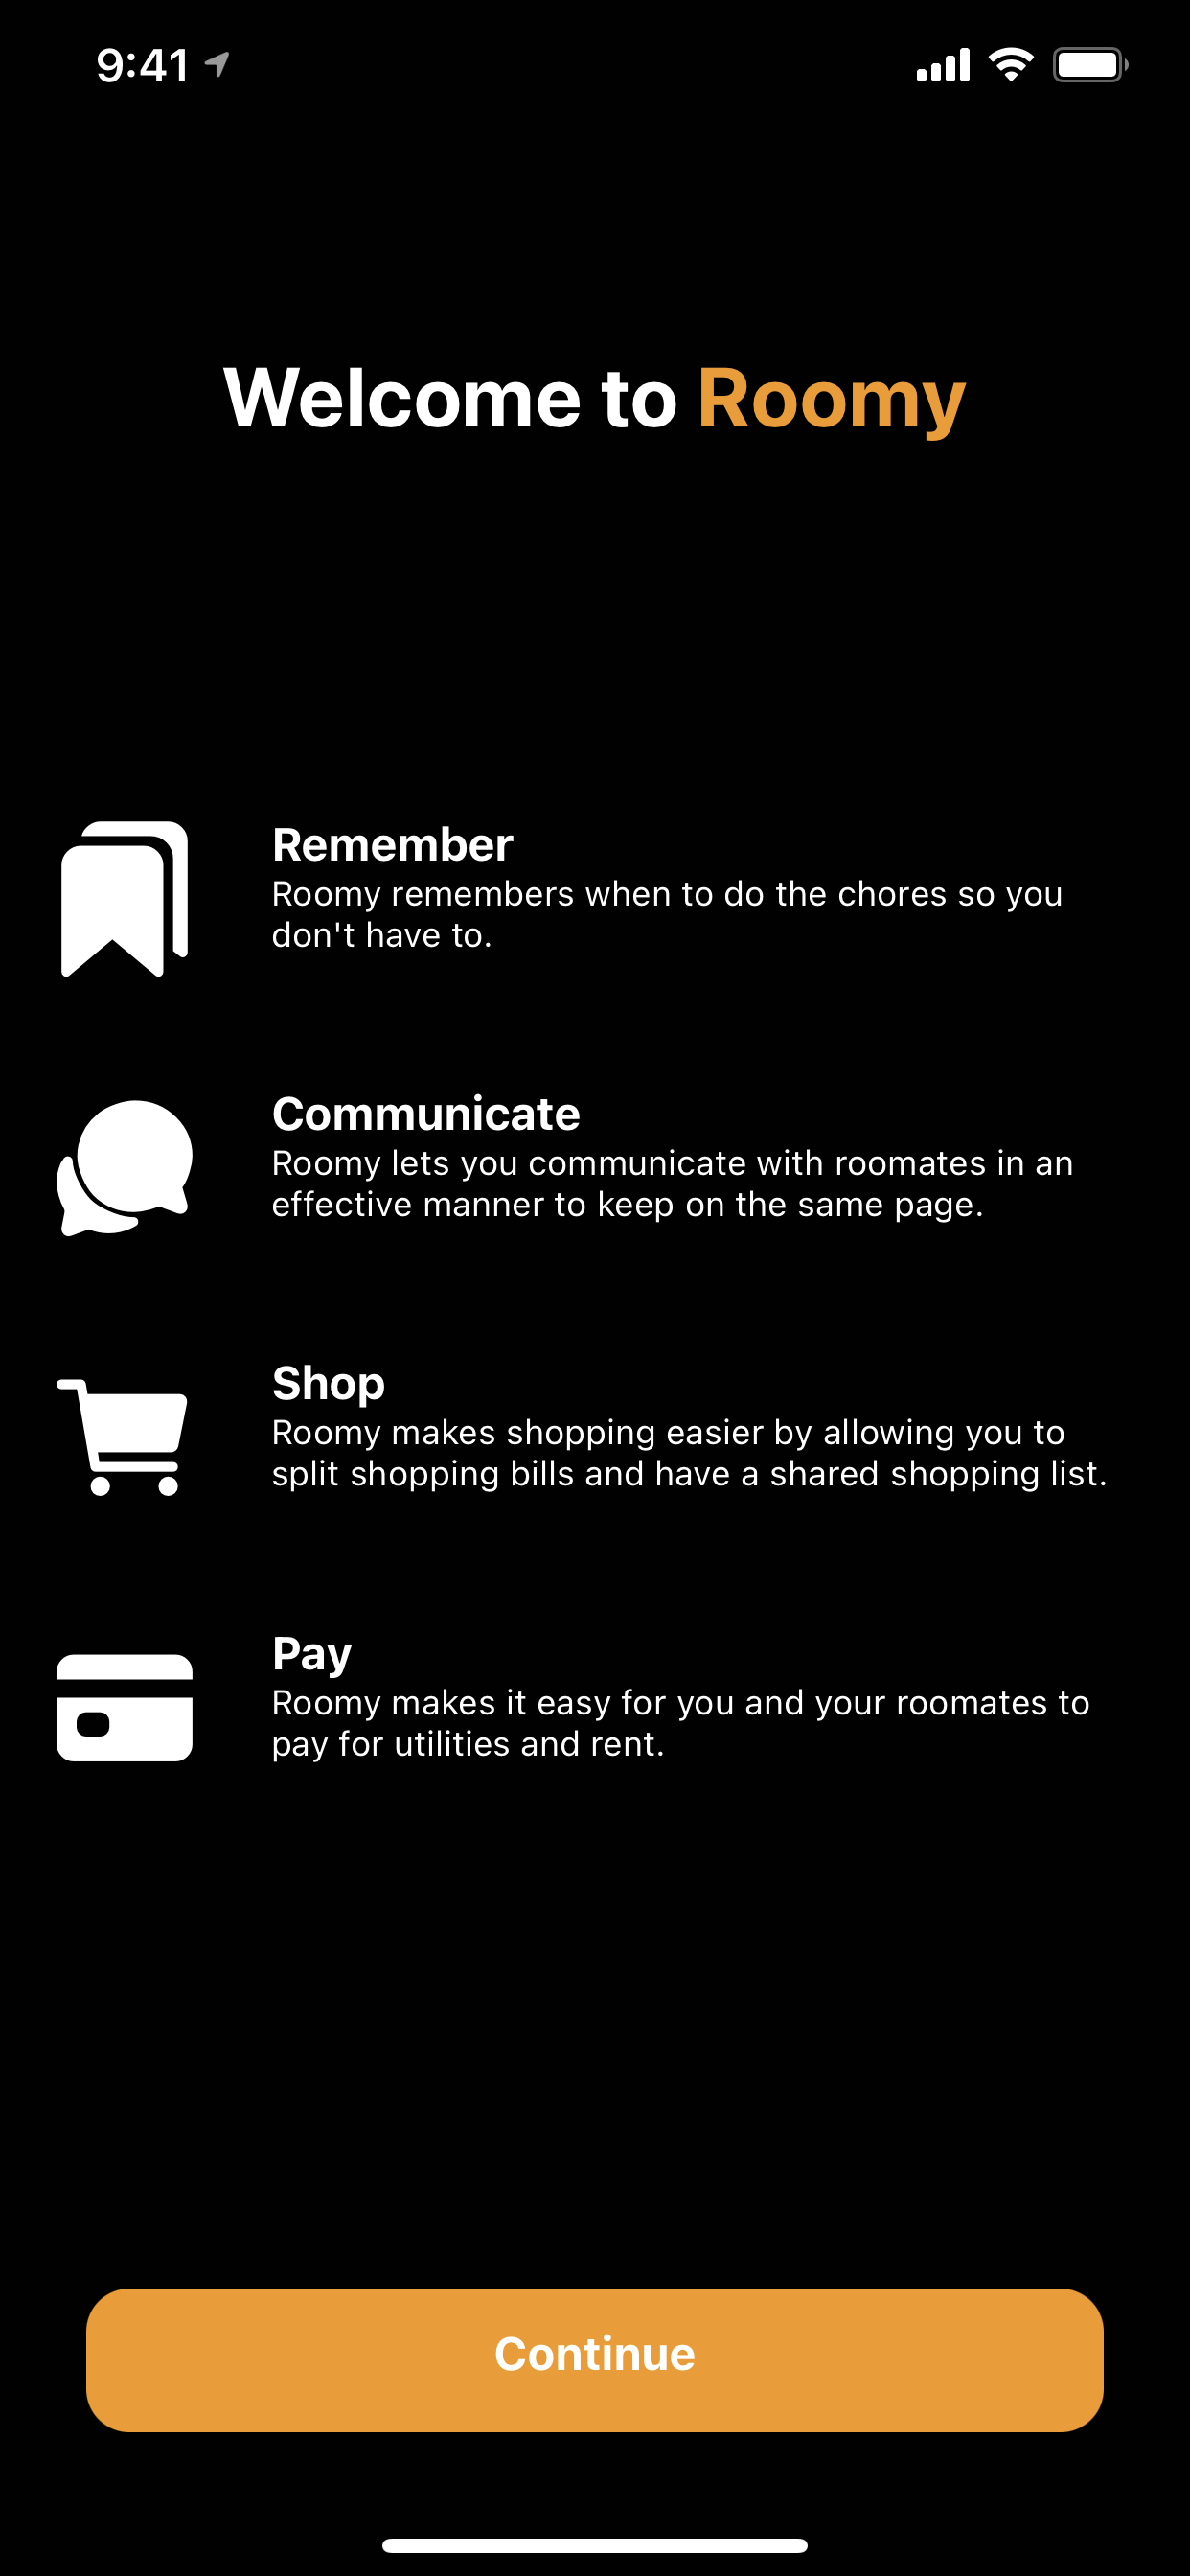 9:41
Welcome to Roomy
Remember
Roomy remembers when to do the chores so you
don't have to.
Communicate
Roomy lets you communicate with roomates in an
effective manner to keep on the same page.
Shop
Roomy makes shopping easier by allowing you to
split shopping bills and have a shared shopping list.
Pay
Roomy makes it easy for you and your roomates to
pay for utilities and rent.
Continue